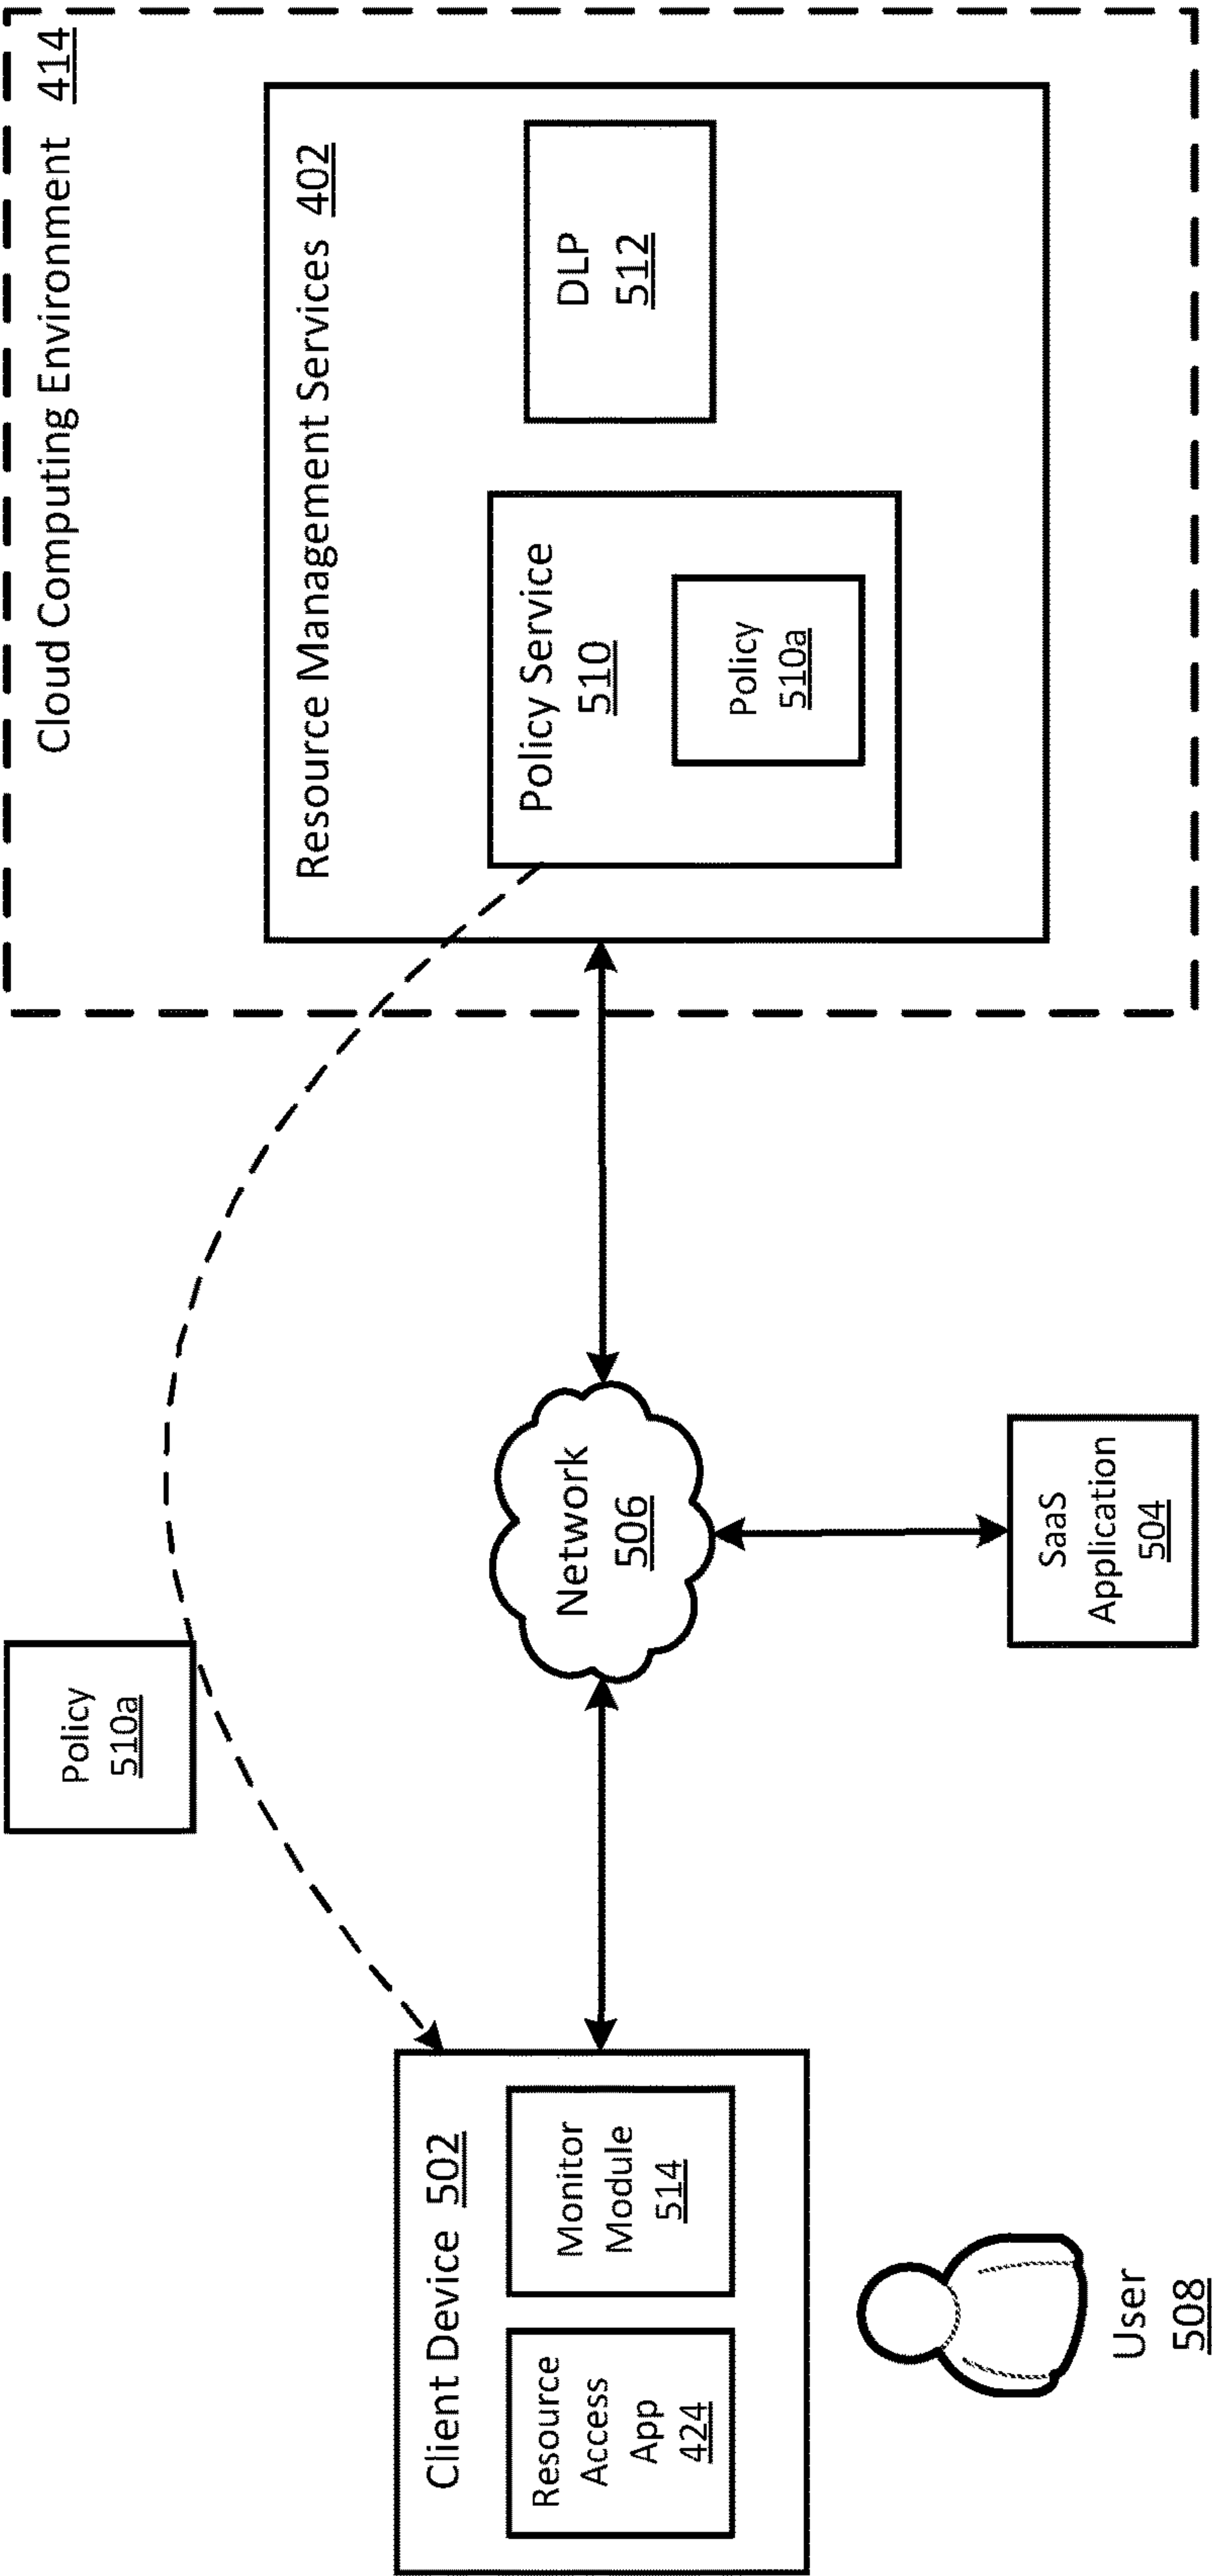 Cloud Computing Environment 414
Resource Management Services 402
Policy Service
510
Policy
510a
DLP
512
Policy
510a
Network
506
SaaS
Application
504
Client Device 502
Resource
Access
App
424
Monitor
Module
514
User
508